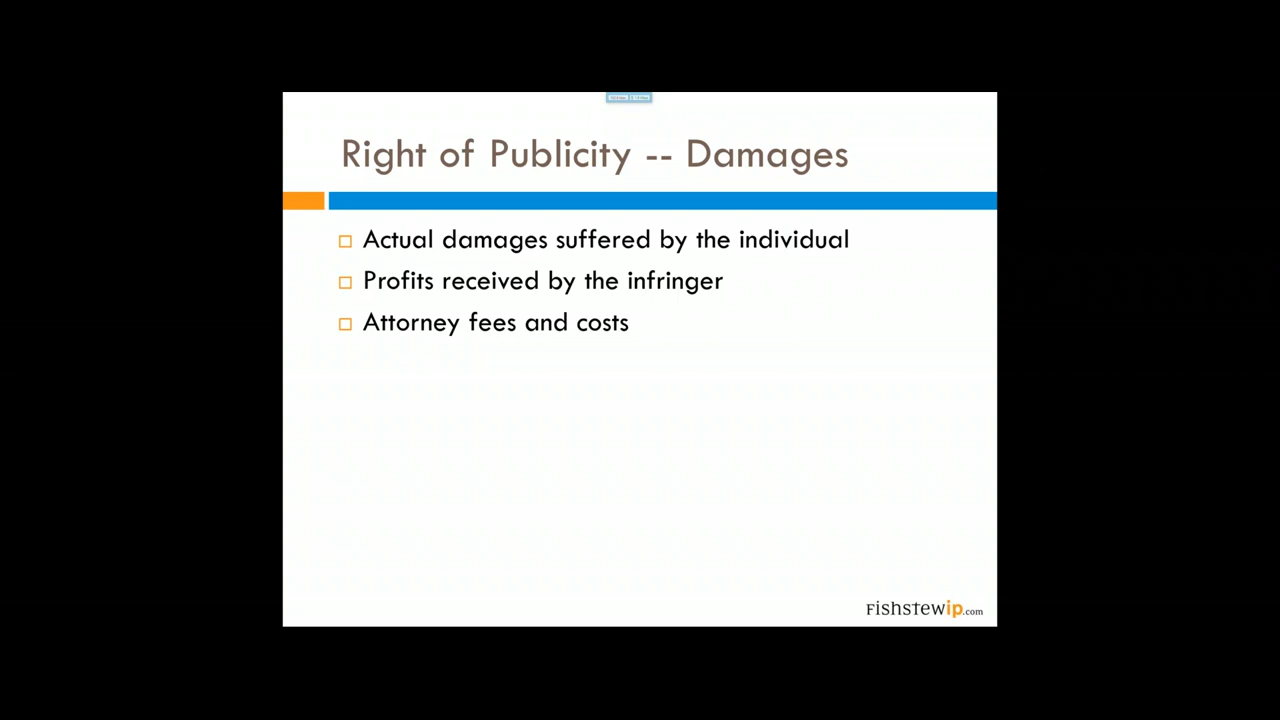 Right of Publicity -- Damages
Actual damages suffered by the individual
Profits received by the infringer
Attorney fees and costs
Fishstewip.com